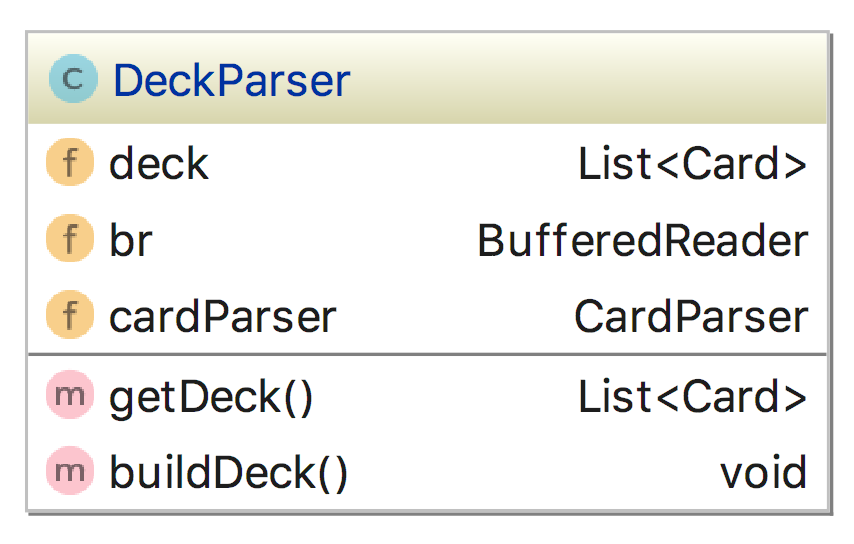 c DeckParser
f deck List<Card>
f br BufferedReader
f cardParser CardParser
m getDeck() List<Card>
m buildDeck() void